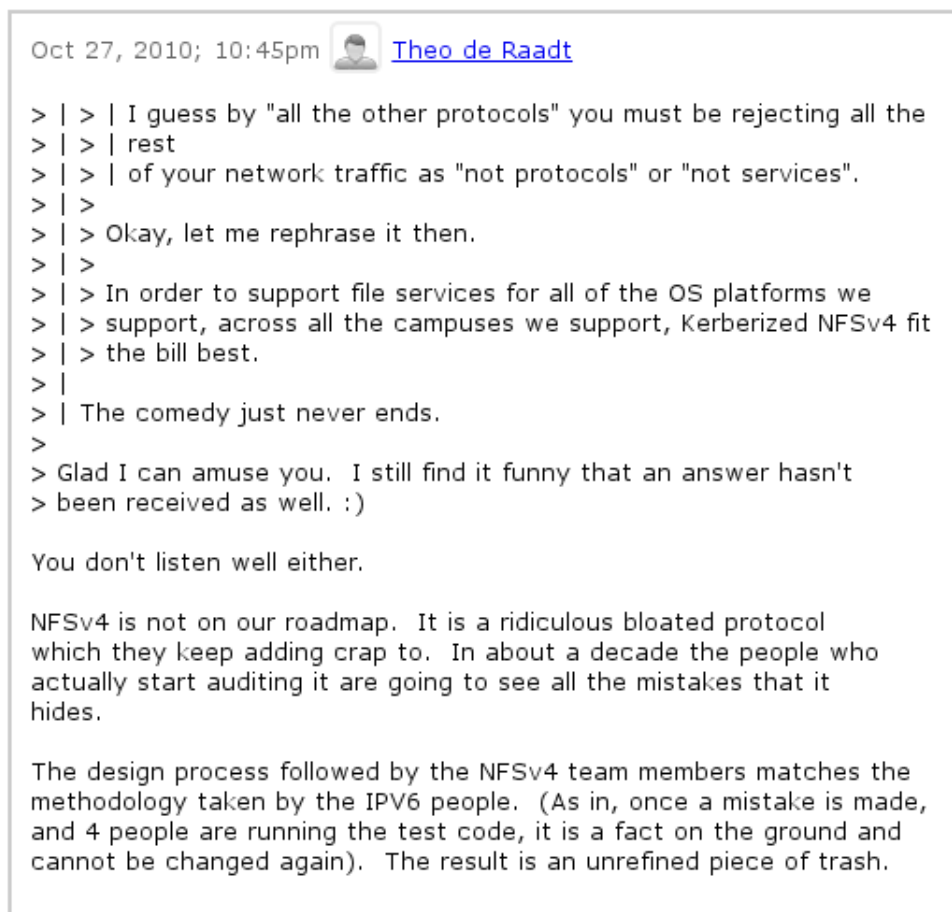 Oct 27, 2010; 10:45pm Theo de Raadt
> | > | I guess by "all the other protocols" you must be rejecting all the
> | > | rest
> | > | of your network traffic as "not protocols" or "not services".
> | >
> | > Okay, let me rephrase it then.
> | >
> | > In order to support file services for all of the OS platforms we
> | > support, across all the campuses we support, Kerberized NFSv4 fit
> | > the bill best.
> |
> | The comedy just never ends.
>
> Glad I can amuse you.  I still find it funny that an answer hasn't
> been received as well. :)
You don't listen well either.
NFSv4 is not on our roadmap.  It is a ridiculous bloated protocol
which they keep adding crap to.  In about a decade the people who
actually start auditing it are going to see all the mistakes that it
hides.
The design process followed by the NFSv4 team members matches the
methodology taken by the IPV6 people.  (As in, once a mistake is made,
and 4 people are running the test code, it is a fact on the ground and
cannot be changed again).  The result is an unrefined piece of trash.